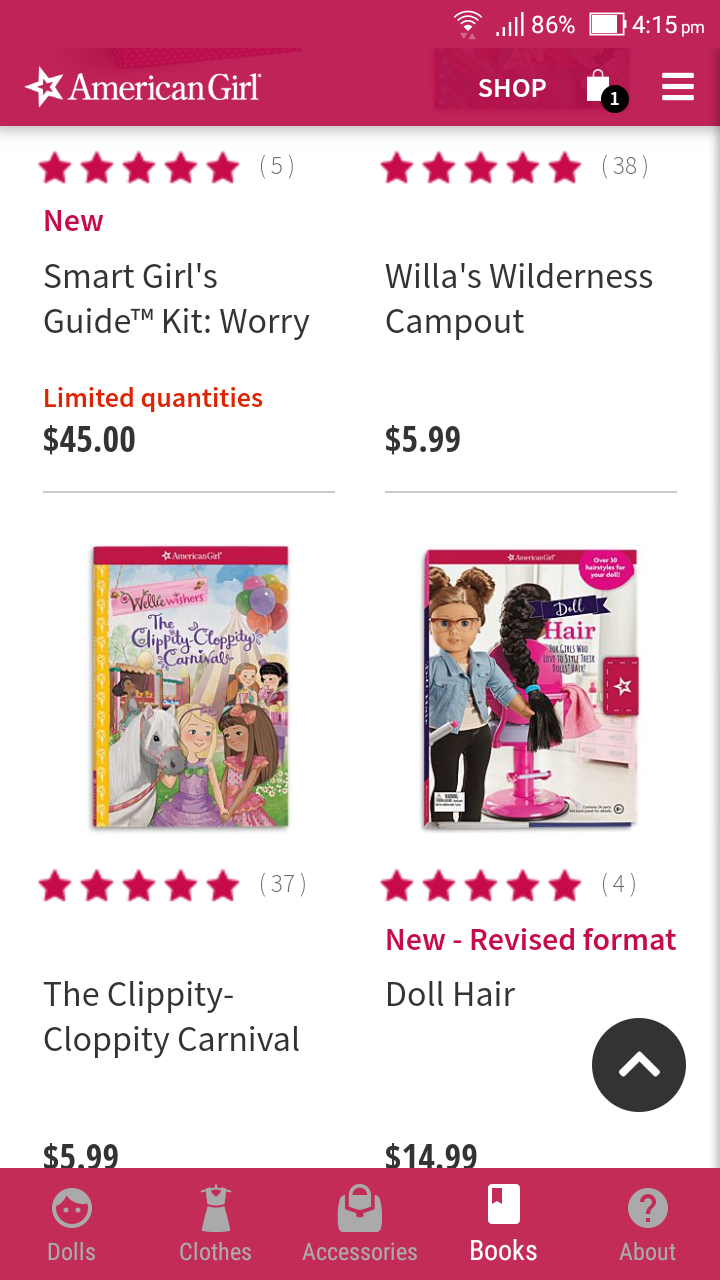 86% 4:15 pm
American Girl
SHOP
1
(5)
New
Smart Girl's
Guide™ Kit: Worry
Limited quantities
$45.00
(38)
Willa's Wilderness
Campout
$5.99
American Girl®
Welliewishers
The
Clippity-Cloppity
Carnival
American Girl®
Over 30
hairstyles for
your doll!
Doll
Hair
FOR GIRLS WHO
LOVE TO STYLE THEIR
DOLLS' HAIR!
(37)
The Clippity-
Cloppity Carnival
$5.99
(4)
New - Revised format
Doll Hair
$14.99
Dolls
Clothes
Accessories
Books
About